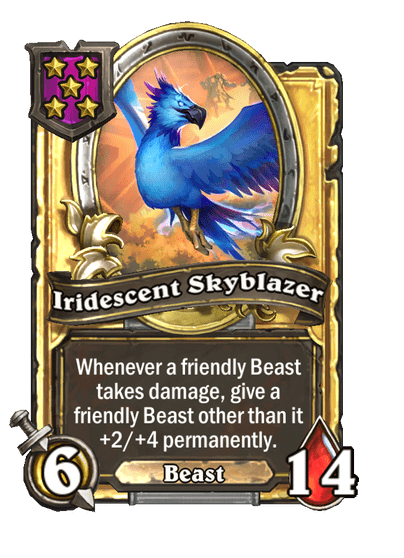 Iridescent Skyblazer
Whenever a friendly Beast
takes damage, give a
friendly Beast other than it
+2/+4 permanently.
6
Beast
14